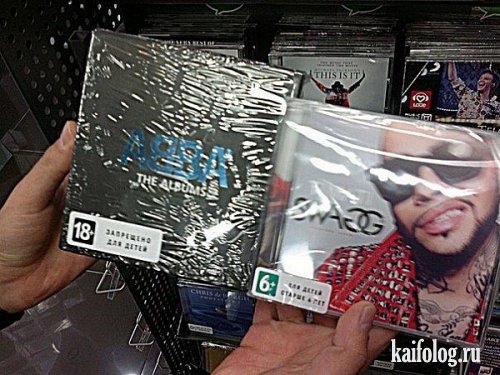 THIS IS IT
LOVE
ABBA
THE ALBUMS
18+
ЗАПРЕЩЕНО
ДЛЯ ДЕТЕЙ
SWAGG
6+
ДЛЯ ДЕТЕЙ
СТАРШЕ 6 ЛЕТ
kaifolog.ru